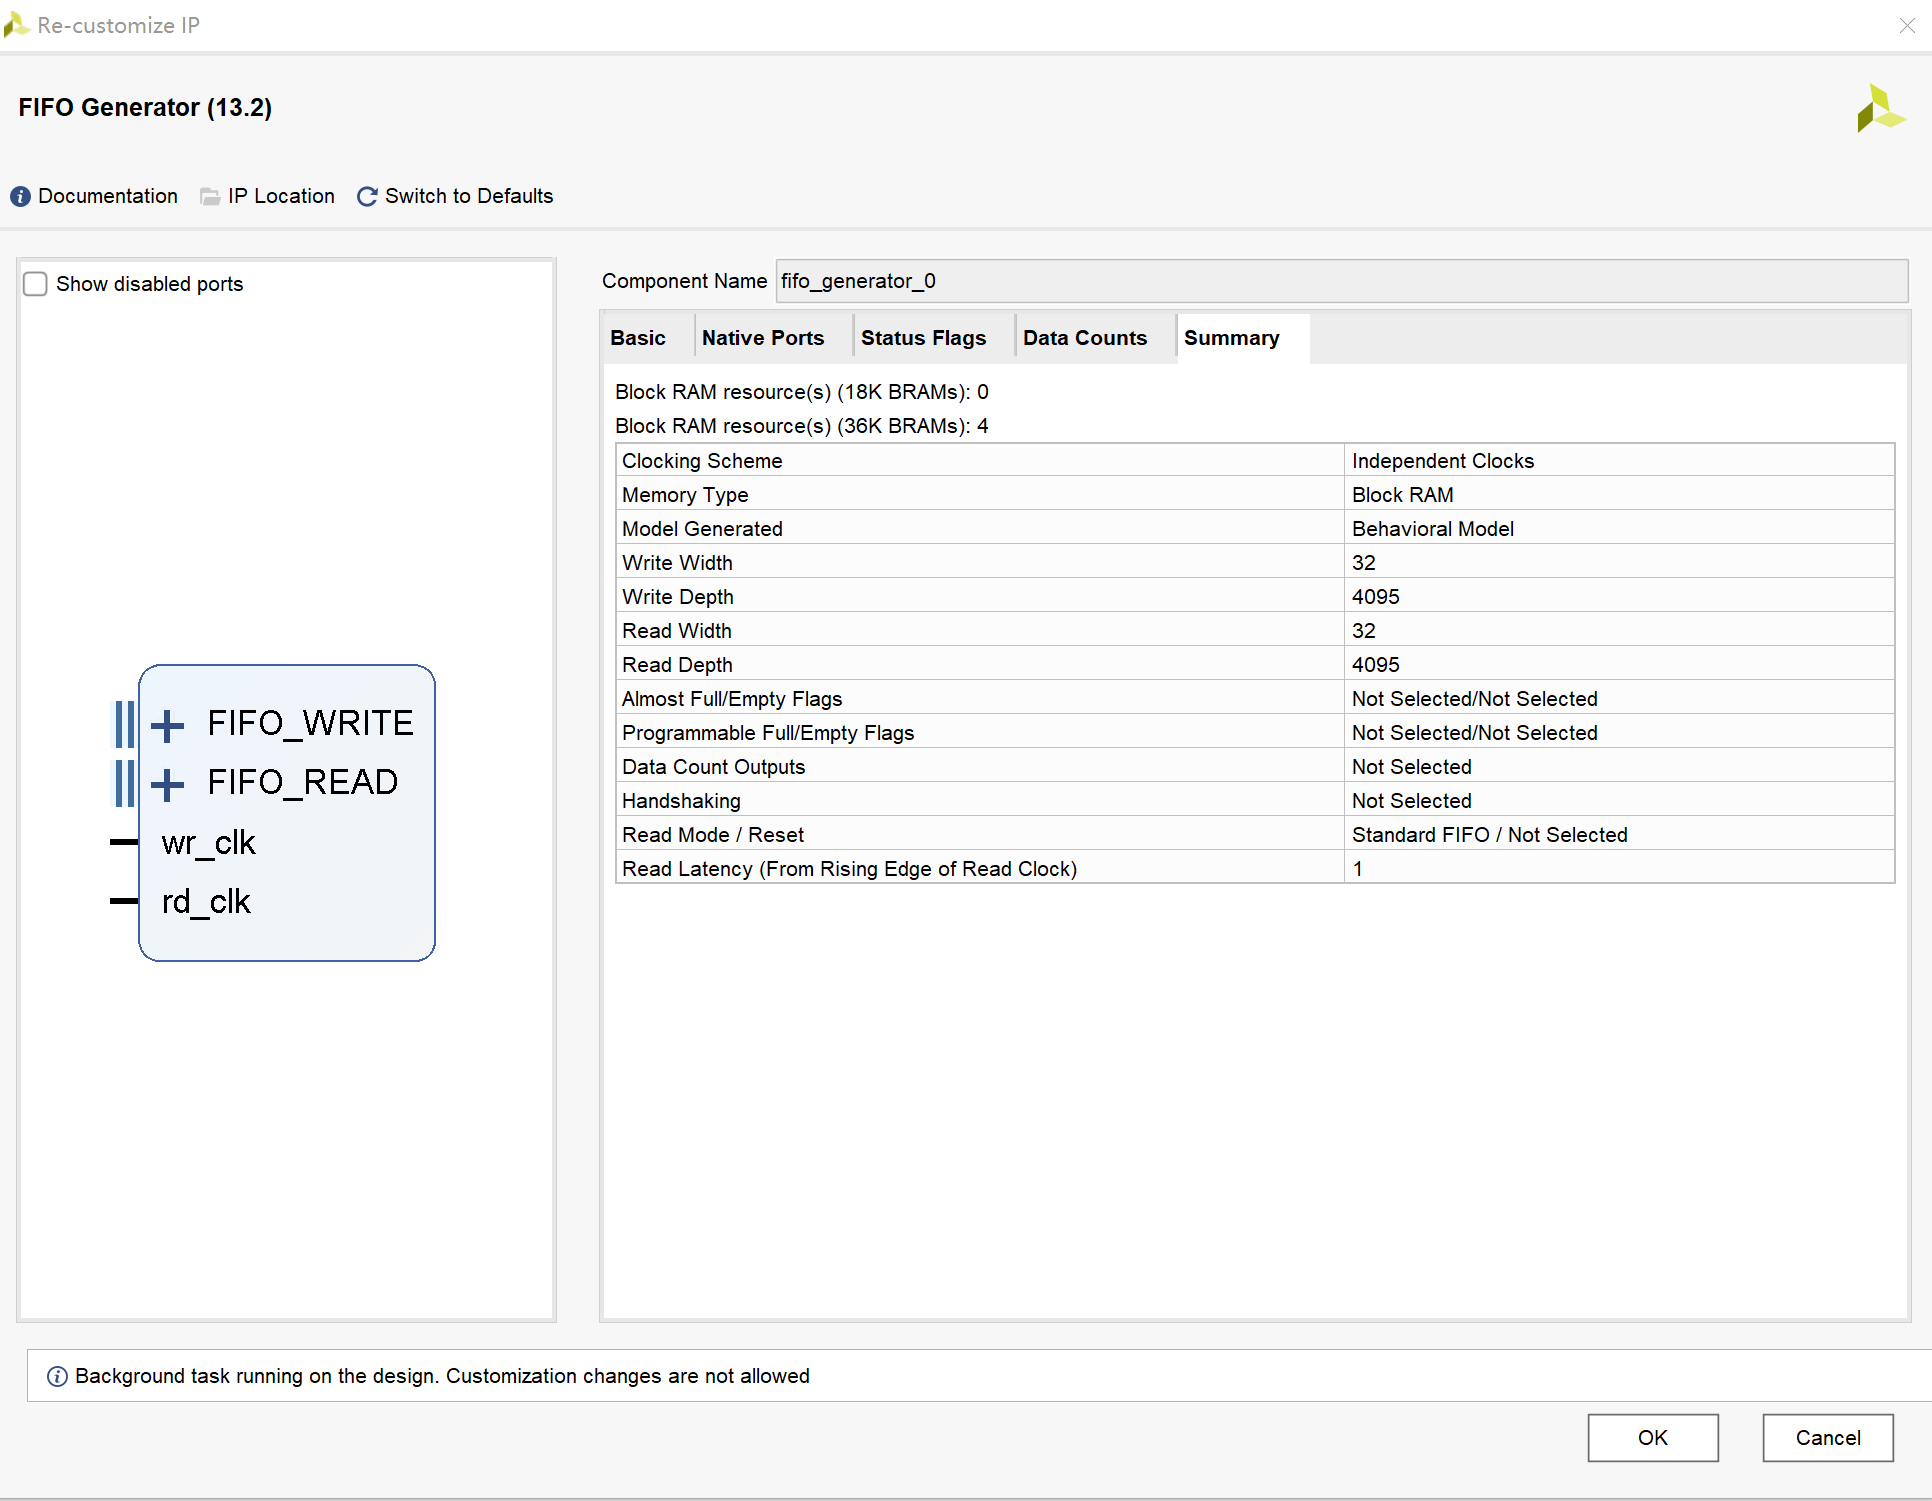 Re-customize IP
FIFO Generator (13.2)
Documentation IP Location Switch to Defaults
Show disabled ports
FIFO_WRITE
FIFO_READ
wr_clk
rd_clk
Component Name fifo_generator_0
Basic Native Ports Status Flags Data Counts Summary
Block RAM resource(s) (18K BRAMs): 0
Block RAM resource(s) (36K BRAMs): 4
Clocking Scheme Independent Clocks
Memory Type Block RAM
Model Generated Behavioral Model
Write Width 32
Write Depth 4095
Read Width 32
Read Depth 4095
Almost Full/Empty Flags Not Selected/Not Selected
Programmable Full/Empty Flags Not Selected/Not Selected
Data Count Outputs Not Selected
Handshaking Not Selected
Read Mode / Reset Standard FIFO / Not Selected
Read Latency (From Rising Edge of Read Clock) 1
Background task running on the design. Customization changes are not allowed
OK Cancel